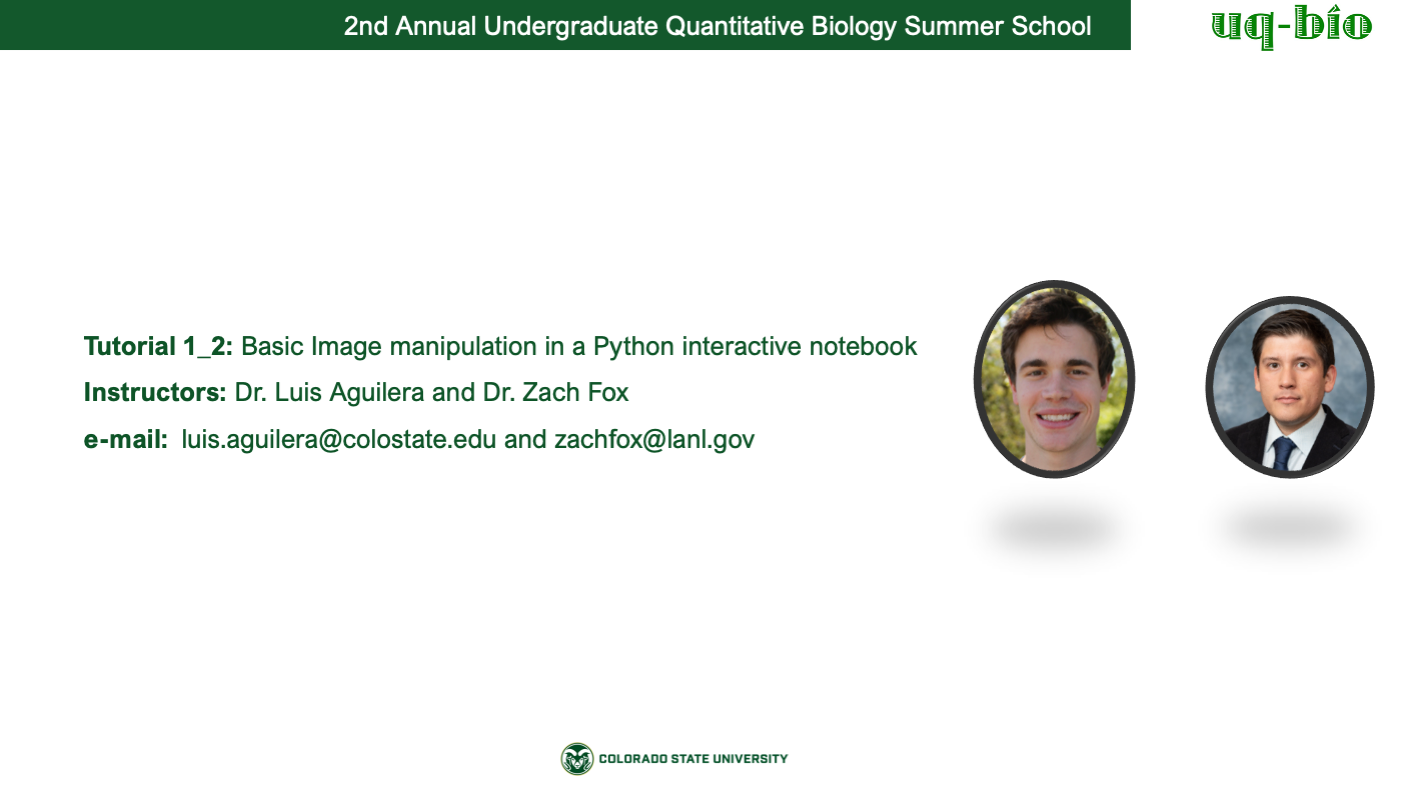 2nd Annual Undergraduate Quantitative Biology Summer School
uq-bio
Tutorial 1_2: Basic Image manipulation in a Python interactive notebook
Instructors: Dr. Luis Aguilera and Dr. Zach Fox
e-mail: luis.aguilera@colostate.edu and zachfox@lanl.gov
COLORADO STATE UNIVERSITY